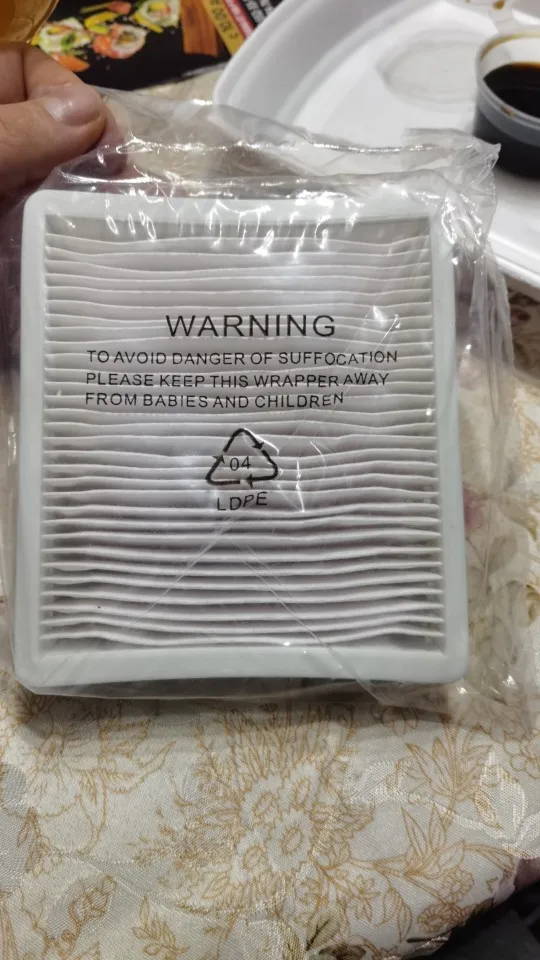 WARNING
TO AVOID DANGER OF SUFFOCATION
PLEASE KEEP THIS WRAPPER AWAY
FROM BABIES AND CHILDREN
04
LDPE